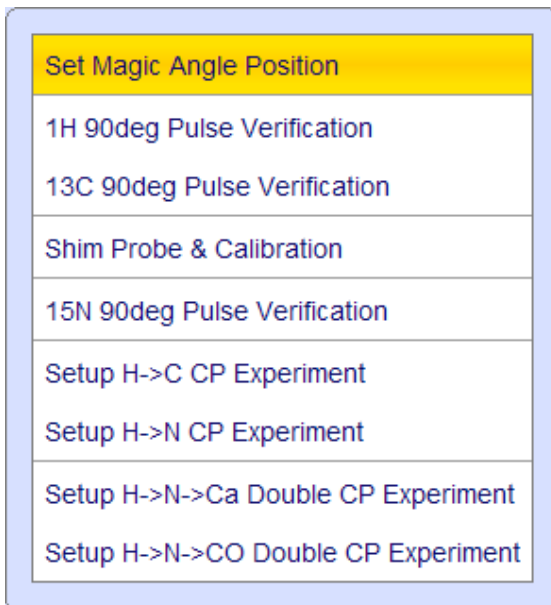 Set Magic Angle Position
1H 90deg Pulse Verification
13C 90deg Pulse Verification
Shim Probe & Calibration
15N 90deg Pulse Verification
Setup H->C CP Experiment
Setup H->N CP Experiment
Setup H->N->Ca Double CP Experiment
Setup H->N->CO Double CP Experiment